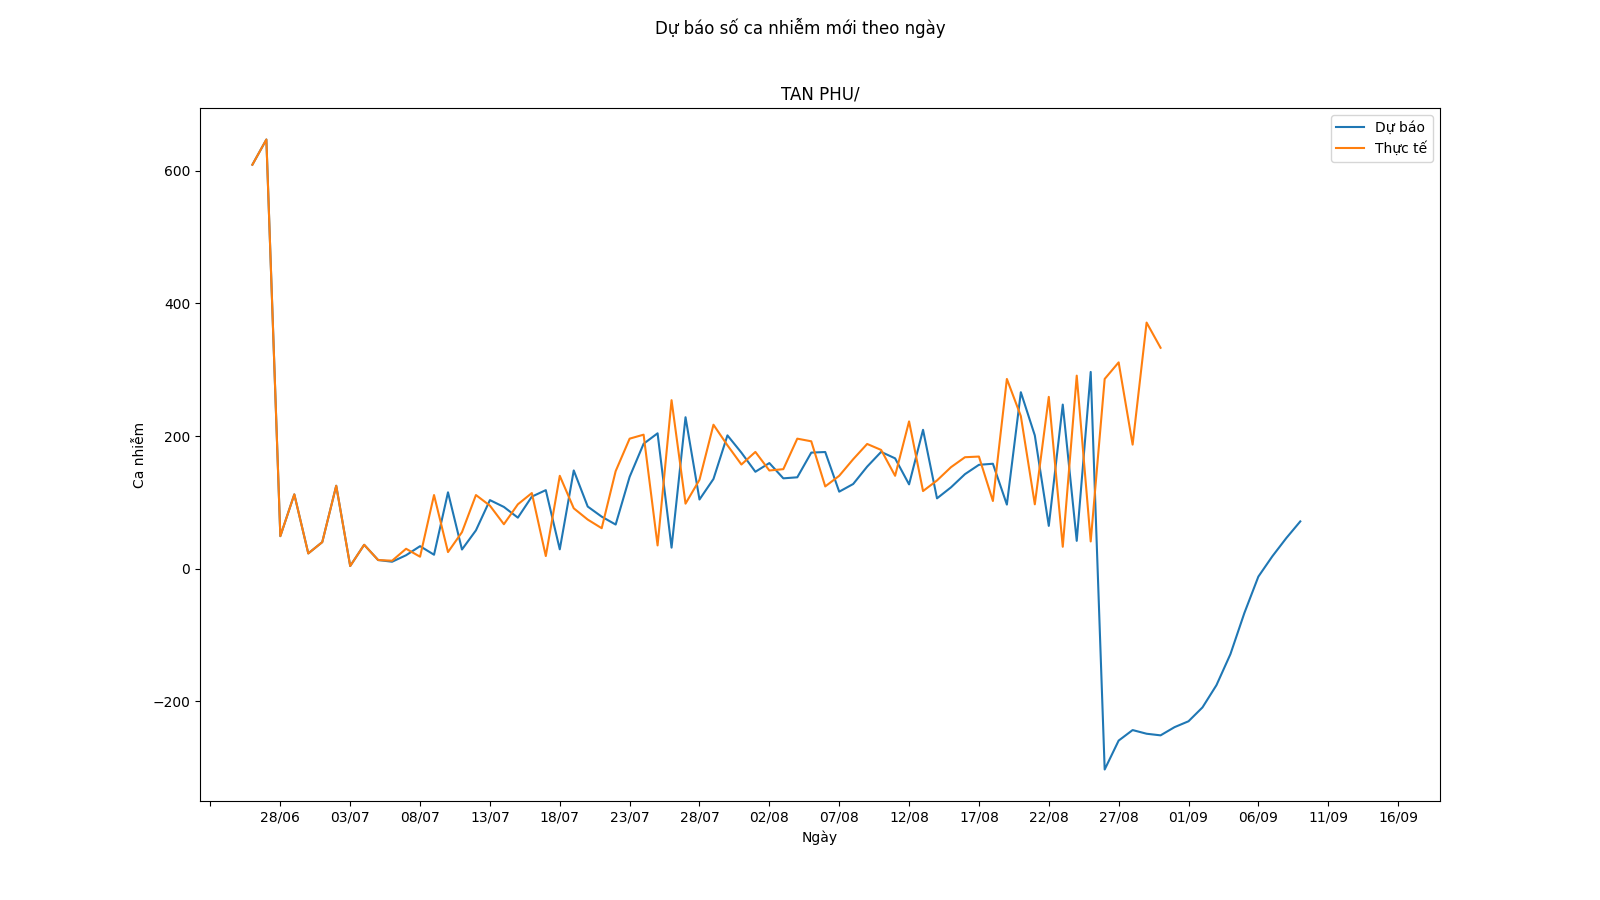 Dự báo số ca nhiễm mới theo ngày
TAN PHU/
Dự báo
Thực tế
600
400
200
0
−200
Ca nhiễm
28/06 03/07 08/07 13/07 18/07 23/07 28/07 02/08 07/08 12/08 17/08 22/08 27/08 01/09 06/09 11/09 16/09
Ngày